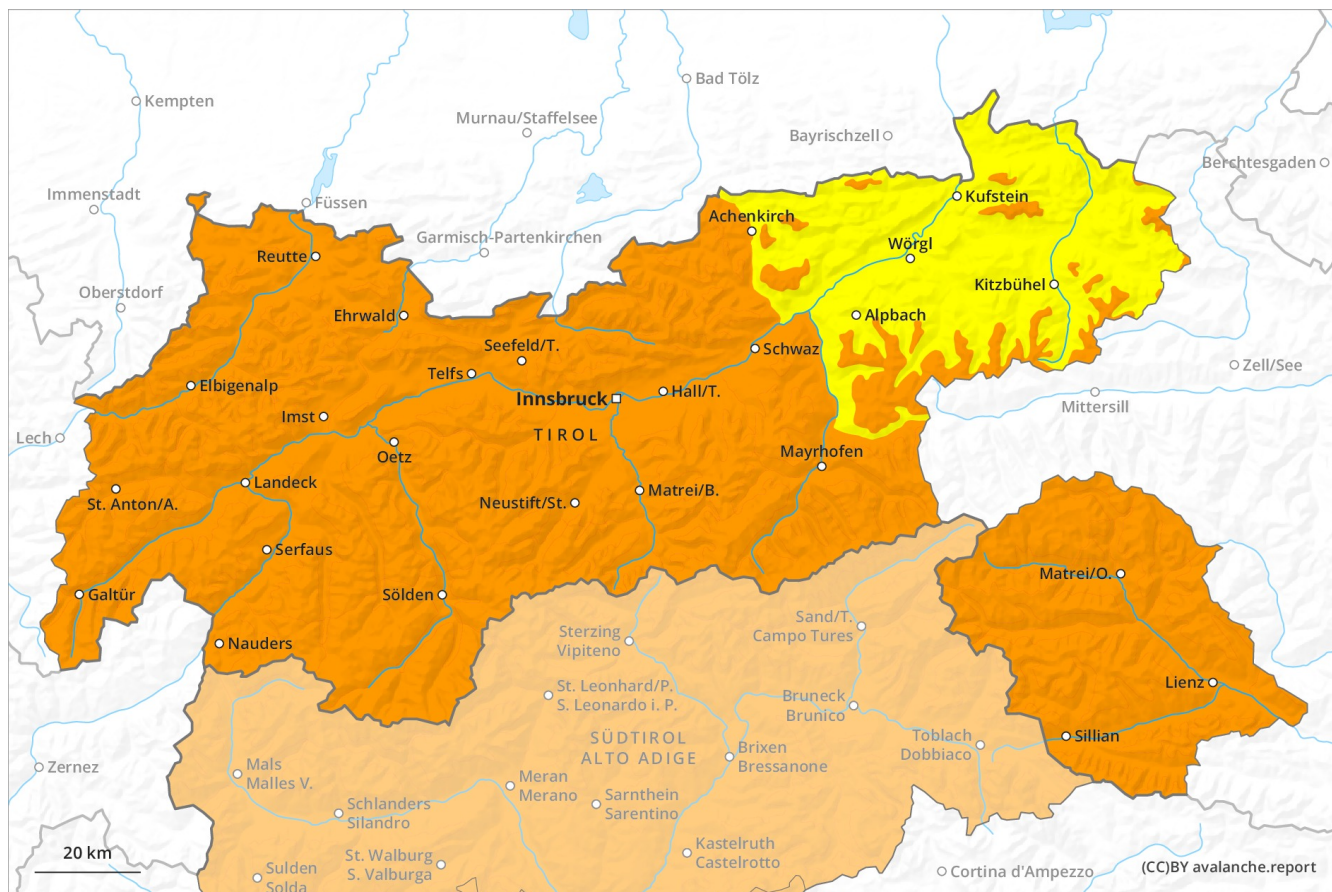 Kempten
Bad Tölz
Murnau/Staffelsee
Bayrischzell
Berchtesgaden
Immenstadt
Füssen
Kufstein
Achenkirch
Garmisch-Partenkirchen
Wörgl
Reutte
Kitzbühel
Oberstdorf
Ehrwald
Alpbach
Seefeld/T.
Schwaz
Zell/See
Telfs
Elbigenalp
Hall/T.
Innsbruck
Mittersill
Imst
TIROL
Lech
Mayrhofen
Oetz
Landeck
Matrei/B.
St. Anton/A.
Neustift/St.
Serfaus
Matrei/O.
Galtür
Sölden
Sand/T.
Campo Tures
Sterzing
Vipiteno
Nauders
Lienz
St. Leonhard/P.
S. Leonardo i. P.
Bruneck
Brunico
SÜDTIROL
ALTO ADIGE
Toblach
Dobbiaco
Sillian
Brixen
Bressanone
Zernez
Mals
Malles V.
Meran
Merano
Sarnthein
Sarentino
Schlanders
Silandro
Kastelruth
Castelrotto
20 km
St. Walburg
S. Valburga
Sulden
Solda
Cortina d'Ampezzo
(CC)BY avalanche.report